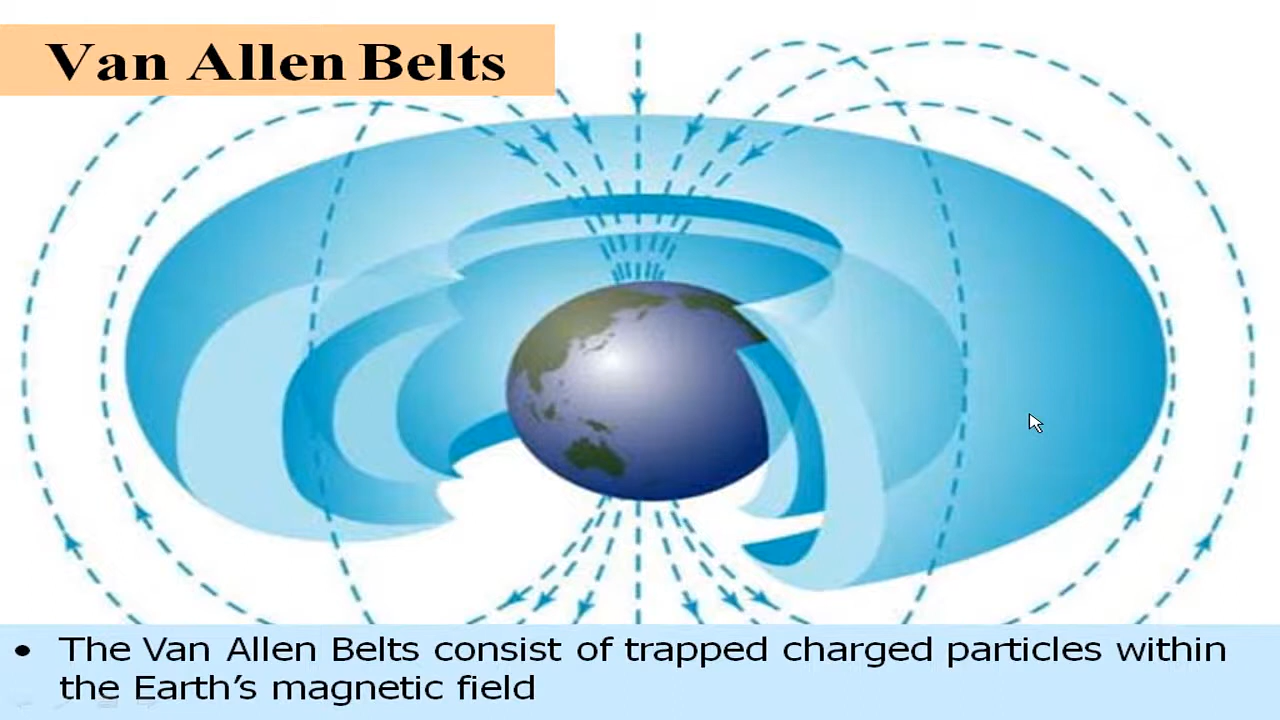 Van Allen Belts
• The Van Allen Belts consist of trapped charged particles within
the Earth’s magnetic field